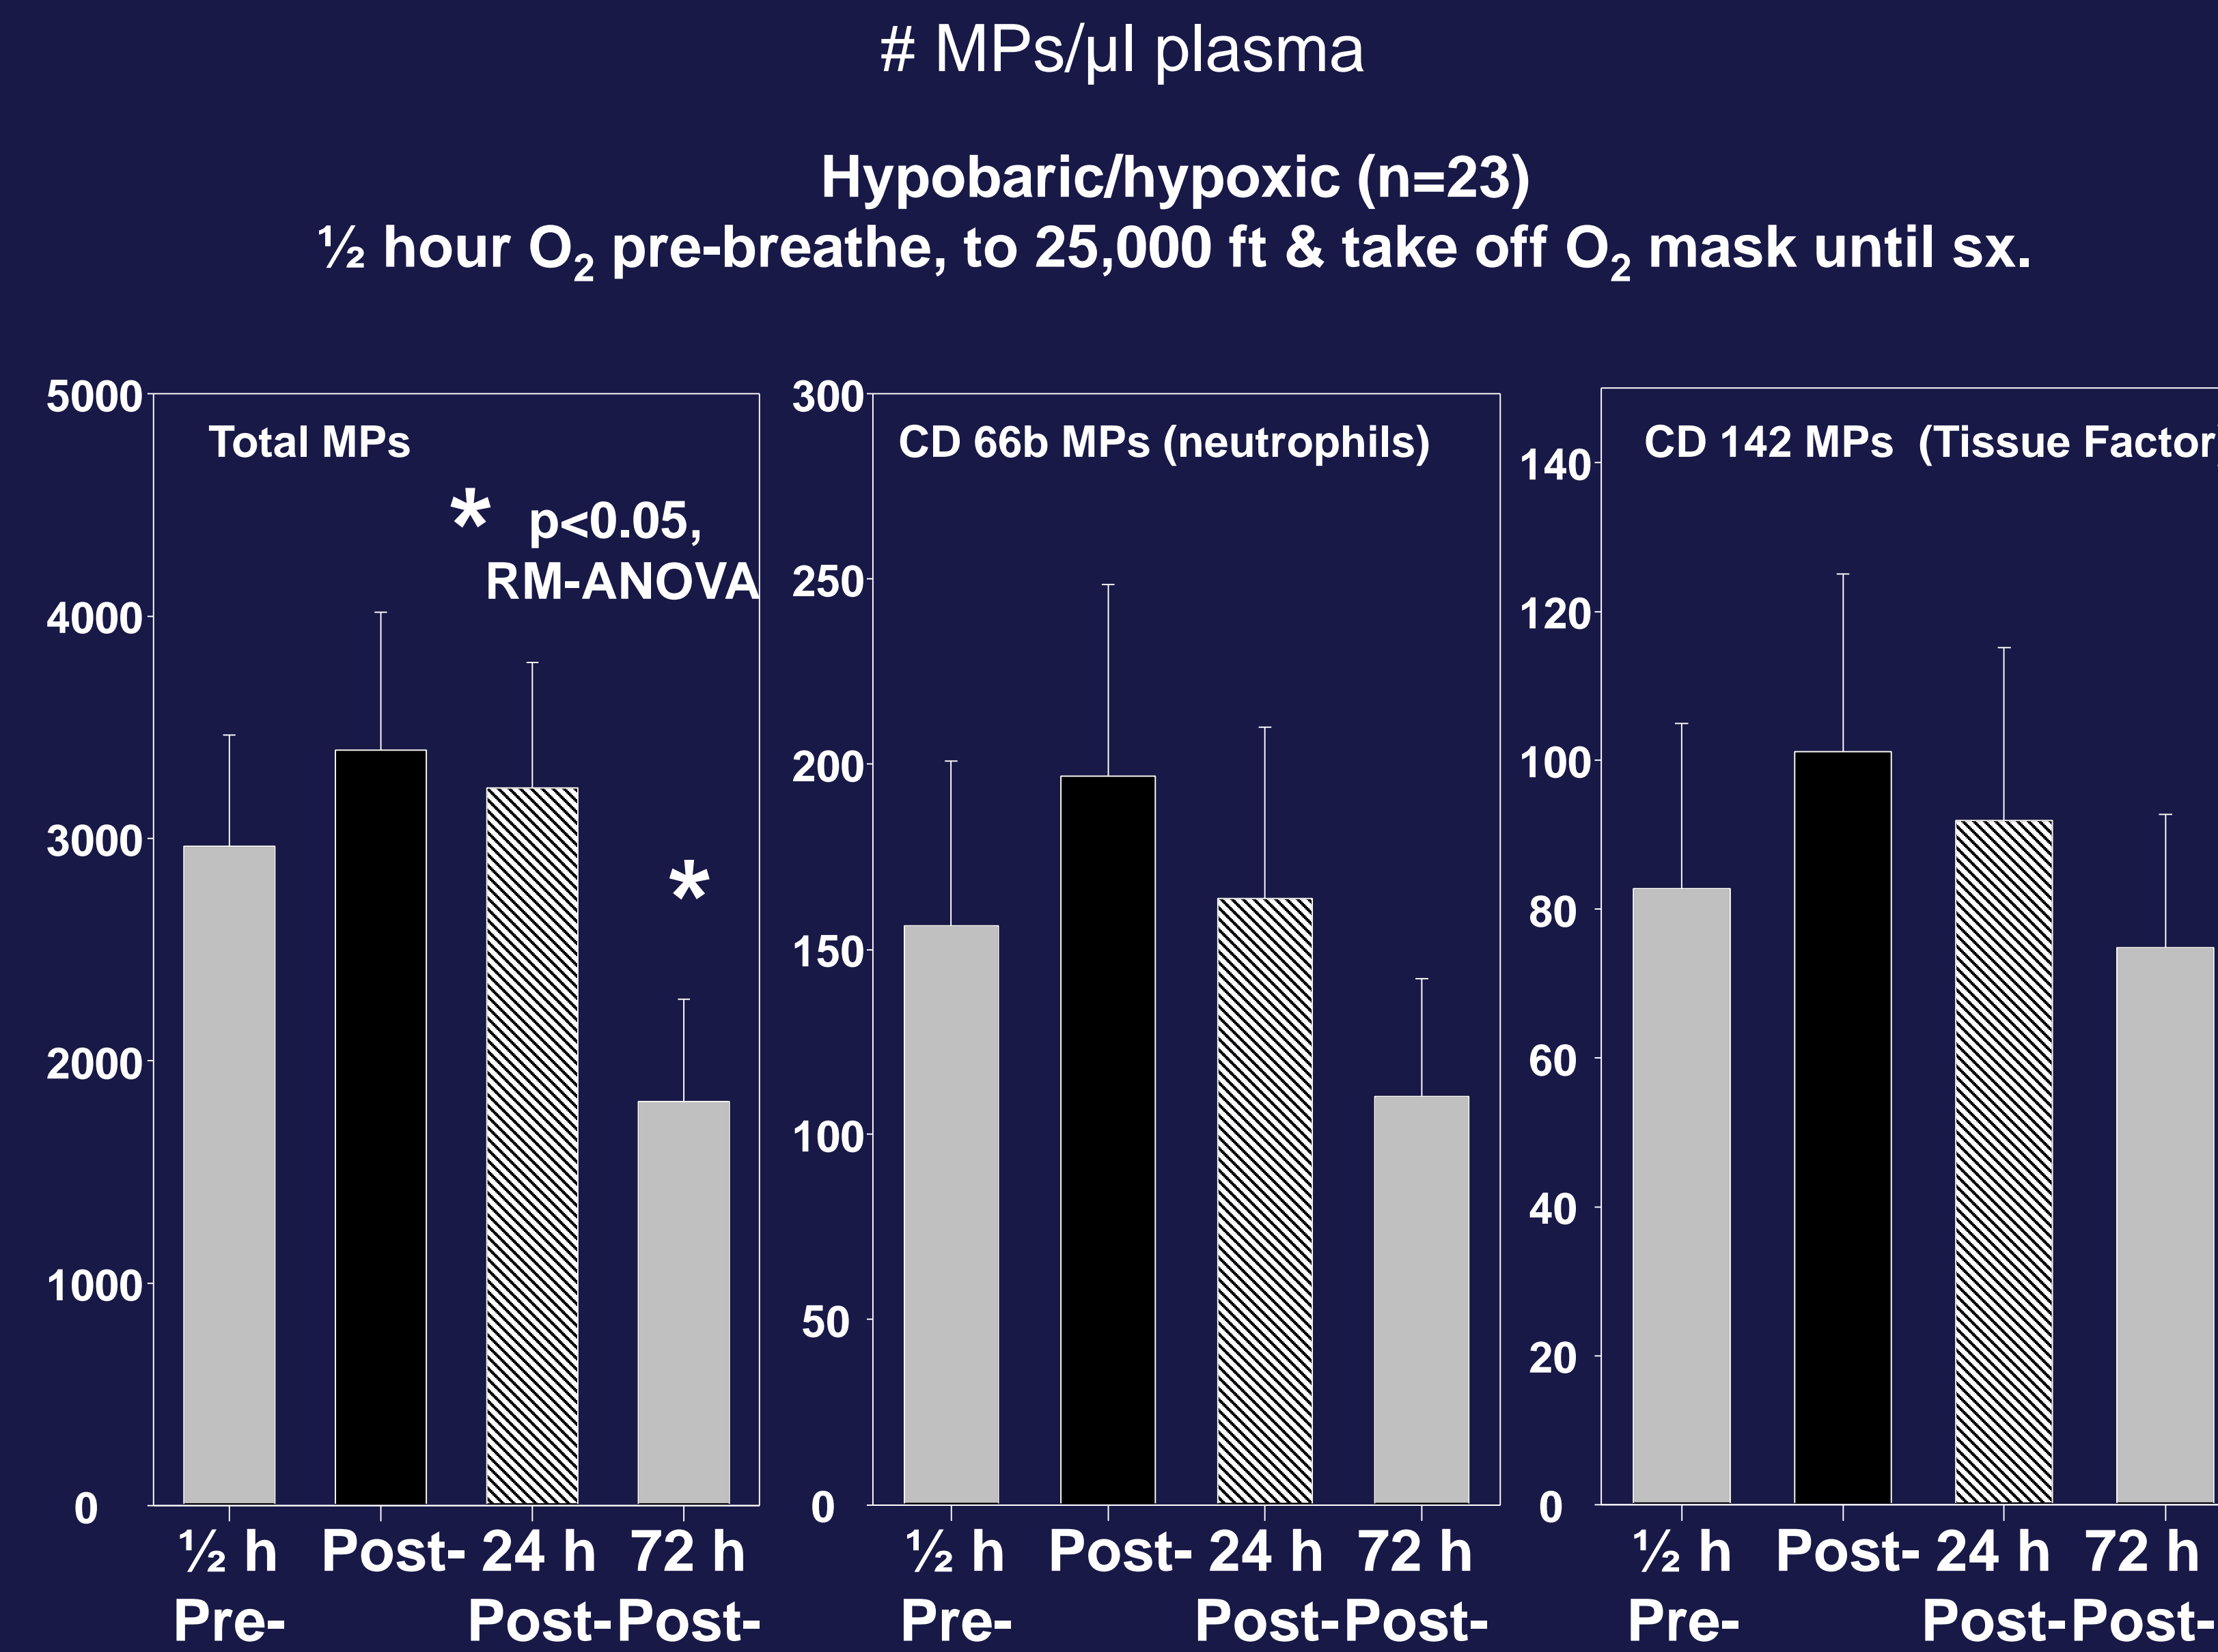 # MPs/µl plasma
Hypobaric/hypoxic (n=23)
½ hour O₂ pre-breathe, to 25,000 ft & take off O₂ mask until sx.
Total MPs
* p<0.05,
RM-ANOVA
*
5000
4000
3000
2000
1000
0
½ h Post- 24 h 72 h
Pre- Post- Post-
CD 66b MPs (neutrophils)
300
250
200
150
100
50
0
½ h Post- 24 h 72 h
Pre- Post- Post-
CD 142 MPs (Tissue Factor)
140
120
100
80
60
40
20
0
½ h Post- 24 h 72 h
Pre- Post- Post-